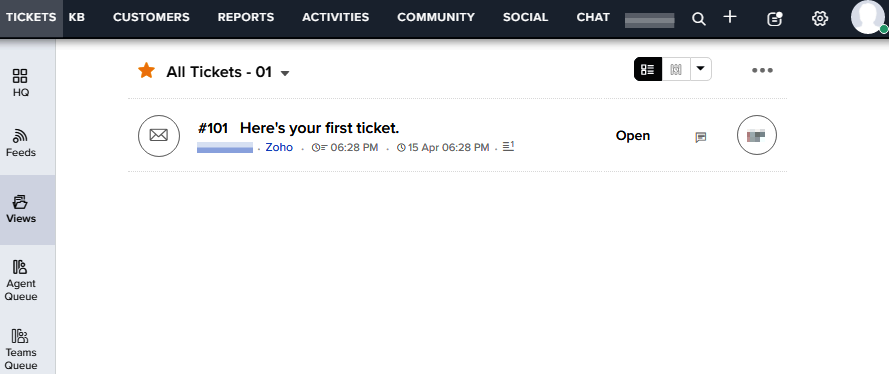 TICKETS KB CUSTOMERS REPORTS ACTIVITIES COMMUNITY SOCIAL CHAT
HQ
Feeds
Views
Agent
Queue
Teams
Queue
All Tickets - 01
#101 Here's your first ticket.
Zoho · 06:28 PM · 15 Apr 06:28 PM · 1
Open